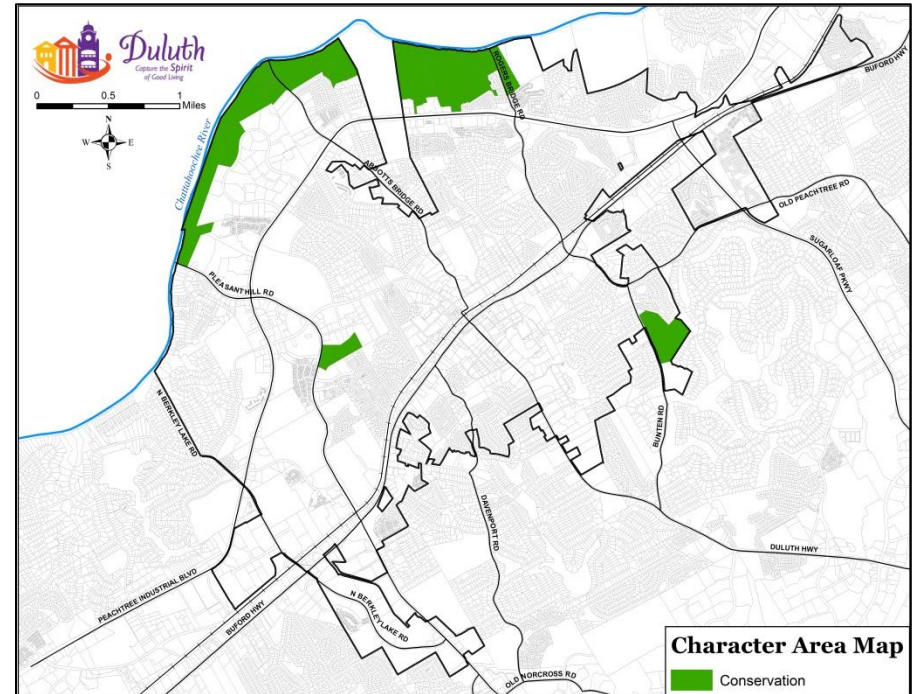 Duluth
Capture the Spirit
of Good Living
0 0.5 1
Miles
N
W E
S
Chattahoochee River
ROGERS BRIDGE RD
BUFORD HWY
ABBOTTS BRIDGE RD
OLD PEACHTREE RD
SUGARLOAF PKWY
PLEASANT HILL RD
N BERKLEY LAKE RD
BUNTEN RD
DAVENPORT RD
DULUTH HWY
PEACHTREE INDUSTRIAL BLVD
BUFORD HWY
N BERKLEY LAKE RD
OLD NORCROSS RD
Character Area Map
Conservation